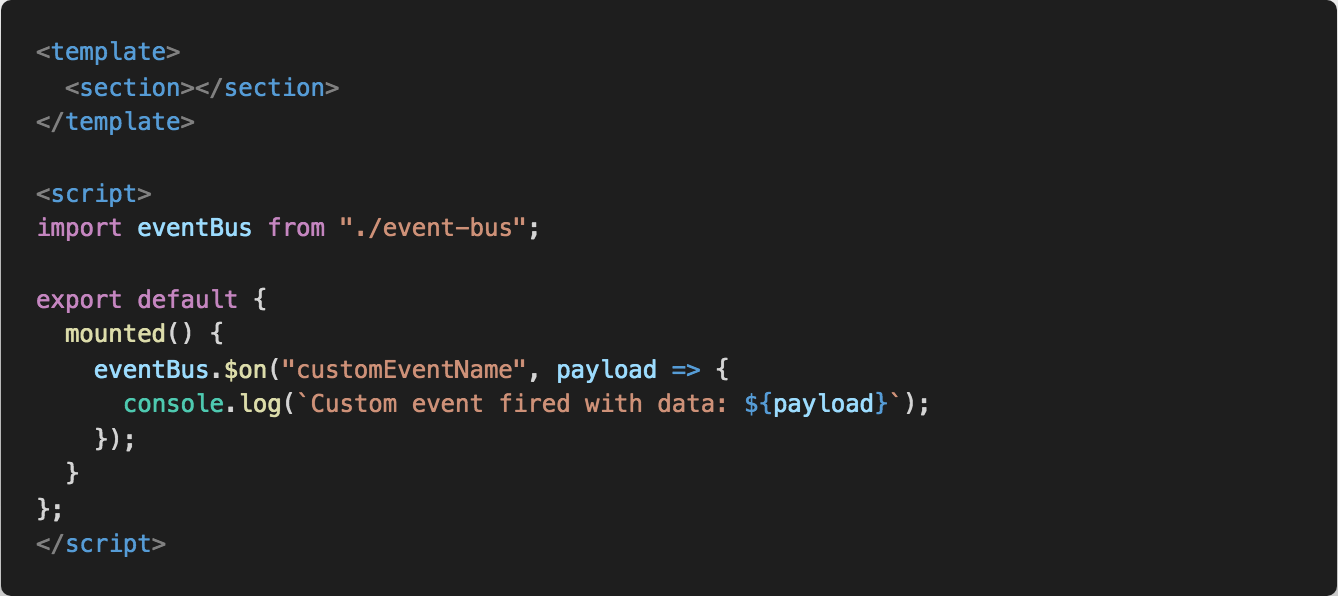 <template>
  <section></section>
</template>

<script>
import eventBus from "./event-bus";

export default {
  mounted() {
    eventBus.$on("customEventName", payload => {
      console.log(`Custom event fired with data: ${payload}`);
    });
  }
};
</script>